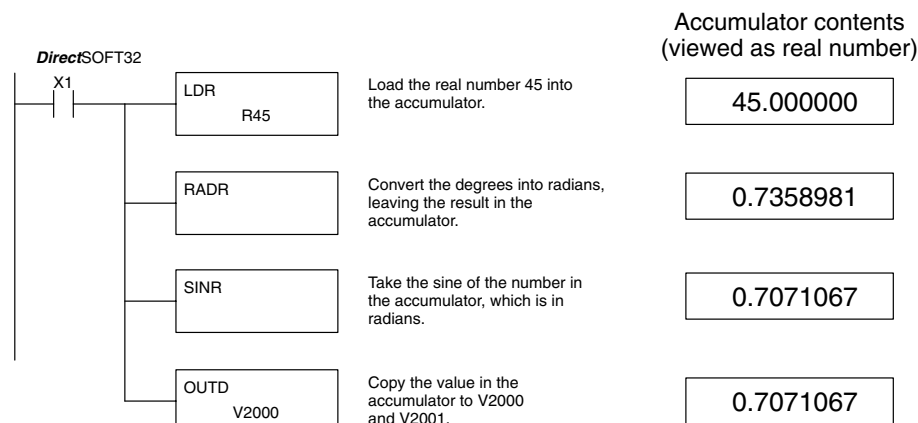 Accumulator contents
(viewed as real number)
DirectSOFT32
X1
LDR
R45
Load the real number 45 into
the accumulator.
45.000000
RADR
Convert the degrees into radians,
leaving the result in the
accumulator.
0.7358981
SINR
Take the sine of the number in
the accumulator, which is in
radians.
0.7071067
OUTD
V2000
Copy the value in the
accumulator to V2000
and V2001.
0.7071067